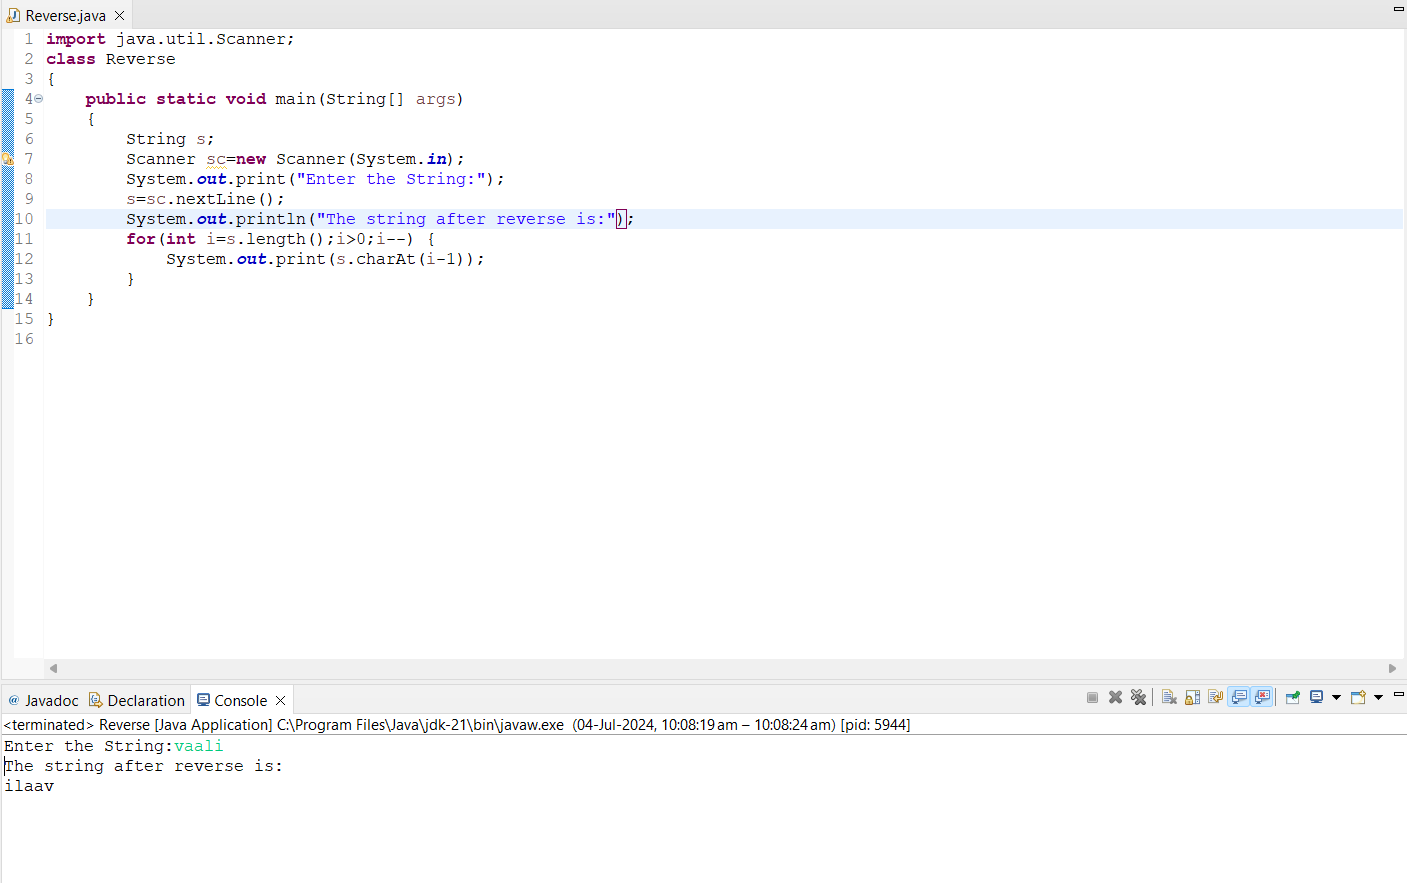 Reverse.java
1 import java.util.Scanner;
2 class Reverse
3 {
4 public static void main(String[] args)
5 {
6 String s;
7 Scanner sc=new Scanner(System.in);
8 System.out.print("Enter the String:");
9 s=sc.nextLine();
10 System.out.println("The string after reverse is:");
11 for(int i=s.length();i>0;i--) {
12 System.out.print(s.charAt(i-1));
13 }
14 }
15 }
16
@ Javadoc Declaration Console
<terminated> Reverse [Java Application] C:\Program Files\Java\jdk-21\bin\javaw.exe (04-Jul-2024, 10:08:19 am – 10:08:24 am) [pid: 5944]
Enter the String:vaali
The string after reverse is:
ilaav